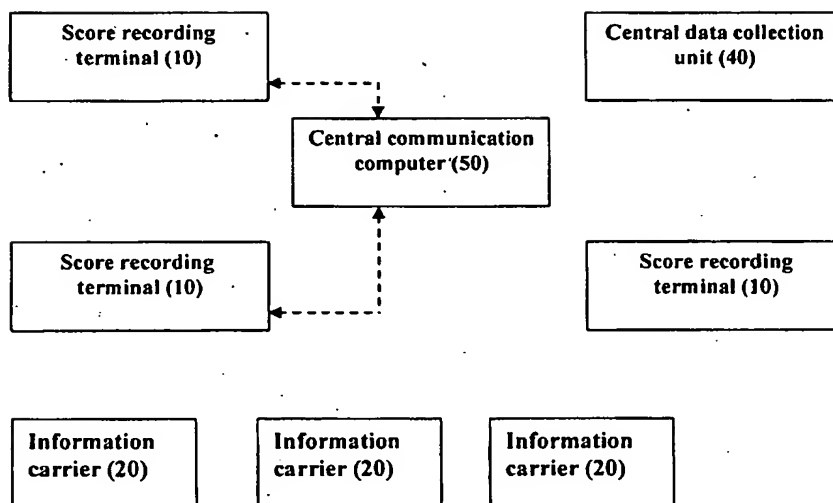 Score recording
terminal (10)
Central data collection
unit (40)
Central communication
computer (50)
Score recording
terminal (10)
Score recording
terminal (10)
Information
carrier (20)
Information
carrier (20)
Information
carrier (20)